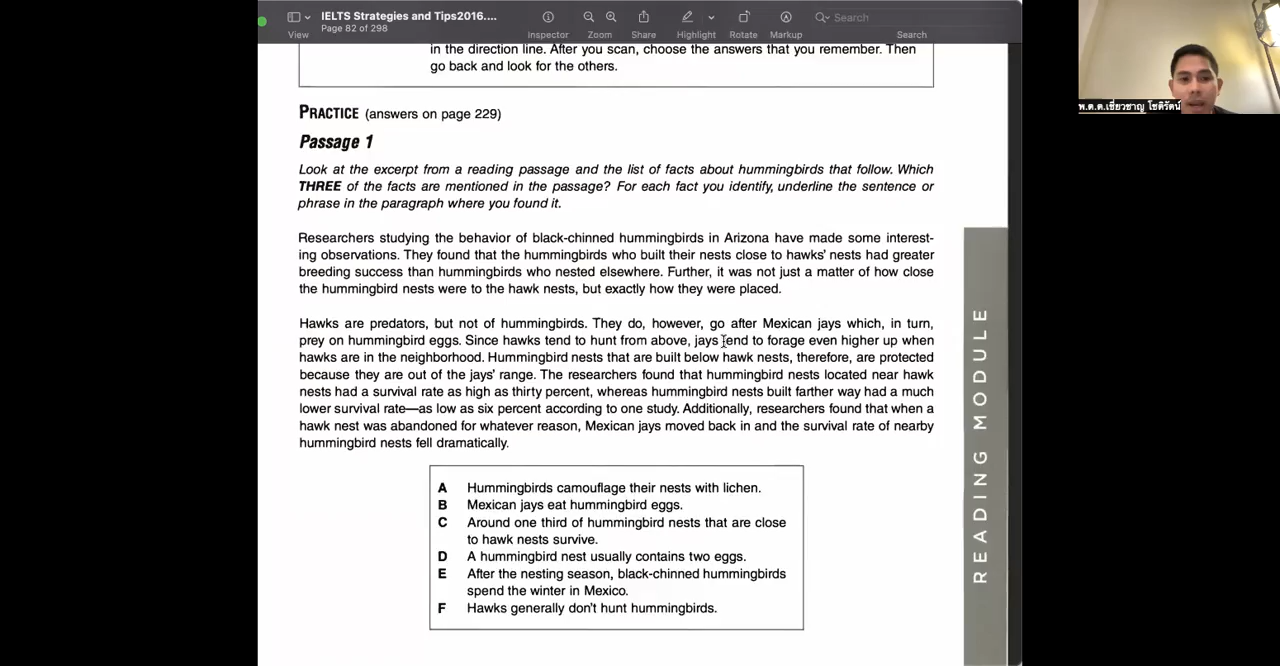 IELTS Strategies and Tips2016....
Page 82 of 298
View
Inspector
Zoom
Share
Highlight
Rotate
Markup
Search
Search
in the direction line. After you scan, choose the answers that you remember. Then
go back and look for the others.
PRACTICE (answers on page 229)
Passage 1
Look at the excerpt from a reading passage and the list of facts about hummingbirds that follow. Which
THREE of the facts are mentioned in the passage? For each fact you identify, underline the sentence or
phrase in the paragraph where you found it.
Researchers studying the behavior of black-chinned hummingbirds in Arizona have made some interest-
ing observations. They found that the hummingbirds who built their nests close to hawks' nests had greater
breeding success than hummingbirds who nested elsewhere. Further, it was not just a matter of how close
the hummingbird nests were to the hawk nests, but exactly how they were placed.
Hawks are predators, but not of hummingbirds. They do, however, go after Mexican jays which, in turn,
prey on hummingbird eggs. Since hawks tend to hunt from above, jays tend to forage even higher up when
hawks are in the neighborhood. Hummingbird nests that are built below hawk nests, therefore, are protected
because they are out of the jays' range. The researchers found that hummingbird nests located near hawk
nests had a survival rate as high as thirty percent, whereas hummingbird nests built farther way had a much
lower survival rate—as low as six percent according to one study. Additionally, researchers found that when a
hawk nest was abandoned for whatever reason, Mexican jays moved back in and the survival rate of nearby
hummingbird nests fell dramatically.
A Hummingbirds camouflage their nests with lichen.
B Mexican jays eat hummingbird eggs.
C Around one third of hummingbird nests that are close
to hawk nests survive.
D A hummingbird nest usually contains two eggs.
E After the nesting season, black-chinned hummingbirds
spend the winter in Mexico.
F Hawks generally don't hunt hummingbirds.
READING MODULE
พ.ต.ต.เชี่ยวชาญ โชติรัตน์